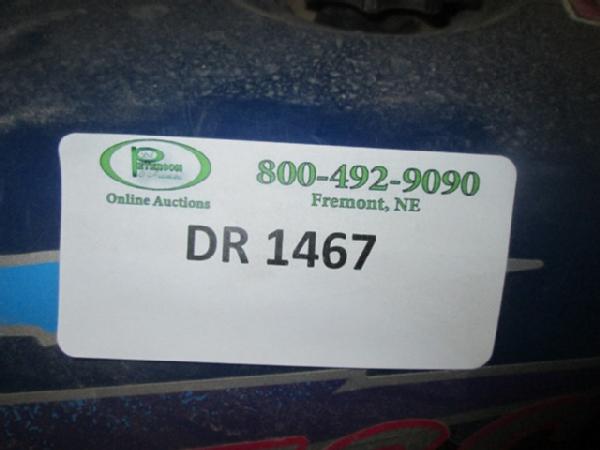 Online Auctions
800-492-9090
Fremont, NE
DR 1467